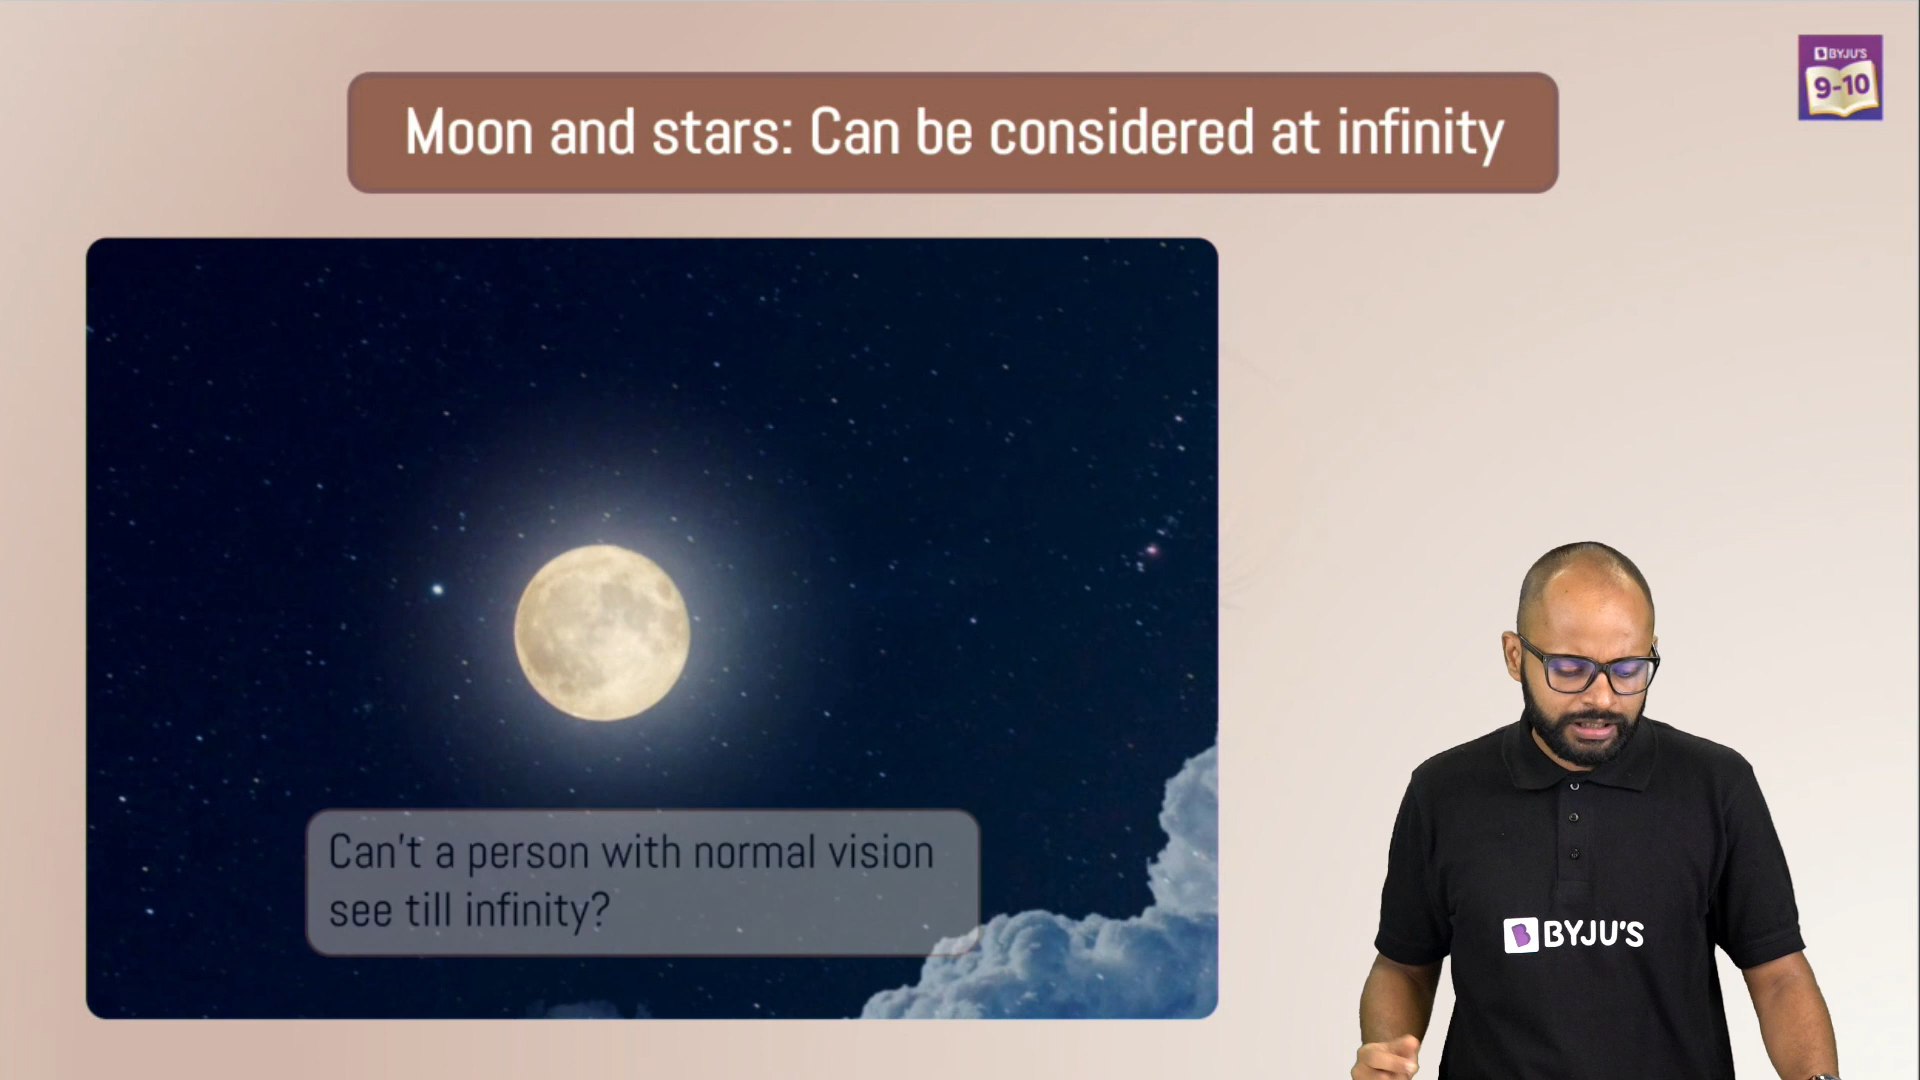 BYJU'S
9-10
Moon and stars: Can be considered at infinity
Can't a person with normal vision
see till infinity?
BYJU'S